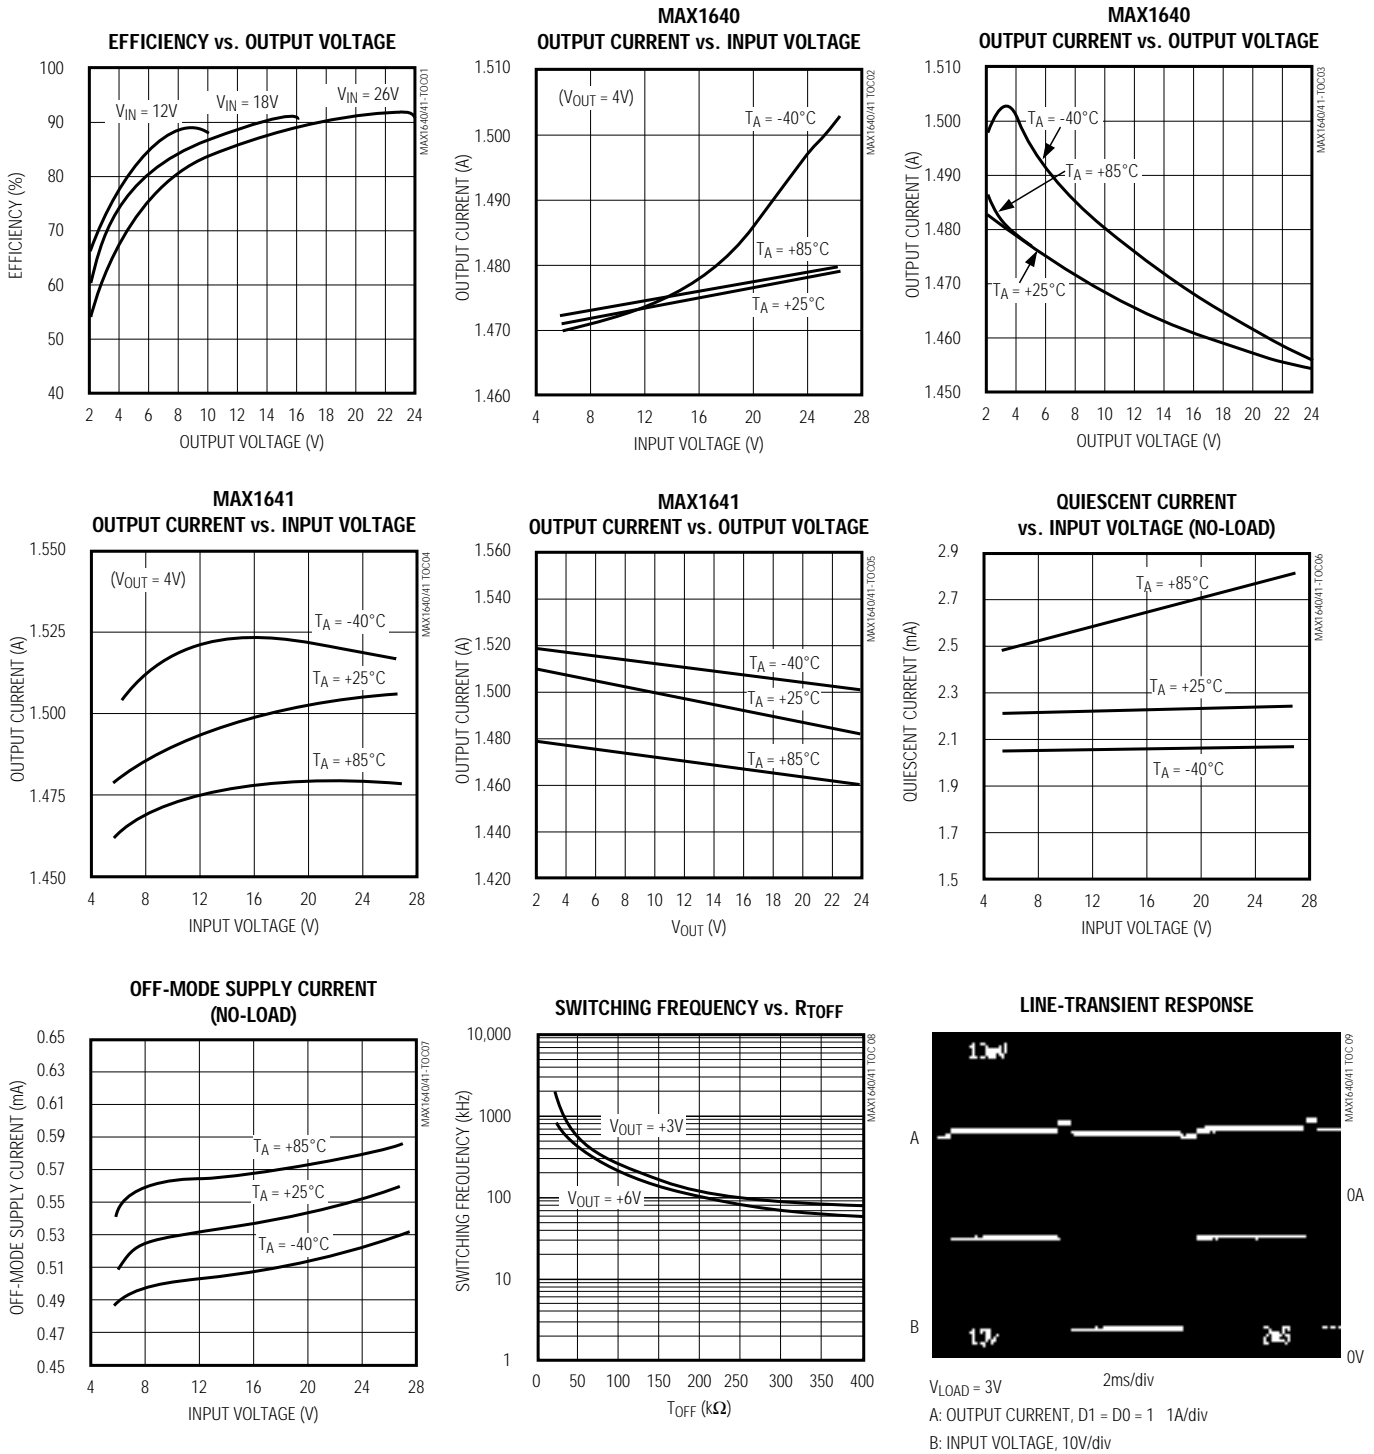 EFFICIENCY vs. OUTPUT VOLTAGE
100
90
80
70
60
50
40
EFFICIENCY (%)
VIN = 12V
VIN = 18V
VIN = 26V
2 4 6 8 10 12 14 16 18 20 22 24
OUTPUT VOLTAGE (V)
MAX1640/41-TOC01
MAX1640
OUTPUT CURRENT vs. INPUT VOLTAGE
1.510
1.500
1.490
1.480
1.470
1.460
OUTPUT CURRENT (A)
(VOUT = 4V)
TA = -40°C
TA = +85°C
TA = +25°C
4 8 12 16 20 24 28
INPUT VOLTAGE (V)
MAX1640/41 TOC02
MAX1640
OUTPUT CURRENT vs. OUTPUT VOLTAGE
1.510
1.500
1.490
1.480
1.470
1.460
1.450
OUTPUT CURRENT (A)
TA = -40°C
TA = +85°C
TA = +25°C
2 4 6 8 10 12 14 16 18 20 22 24
OUTPUT VOLTAGE (V)
MAX1640/41-TOC03
MAX1641
OUTPUT CURRENT vs. INPUT VOLTAGE
1.550
1.525
1.500
1.475
1.450
OUTPUT CURRENT (A)
(VOUT = 4V)
TA = -40°C
TA = +25°C
TA = +85°C
4 8 12 16 20 24 28
INPUT VOLTAGE (V)
MAX1640/41 TOC04
MAX1641
OUTPUT CURRENT vs. OUTPUT VOLTAGE
1.560
1.540
1.520
1.500
1.480
1.460
1.440
1.420
OUTPUT CURRENT (A)
TA = -40°C
TA = +25°C
TA = +85°C
2 4 6 8 10 12 14 16 18 20 22 24
VOUT (V)
MAX1640/41-TOC05
QUIESCENT CURRENT
vs. INPUT VOLTAGE (NO-LOAD)
2.9
2.7
2.5
2.3
2.1
1.9
1.7
1.5
QUIESCENT CURRENT (mA)
TA = +85°C
TA = +25°C
TA = -40°C
4 8 12 16 20 24 28
INPUT VOLTAGE (V)
MAX1640/41-TOC06
OFF-MODE SUPPLY CURRENT
(NO-LOAD)
0.65
0.63
0.61
0.59
0.57
0.55
0.53
0.51
0.49
0.47
0.45
OFF-MODE SUPPLY CURRENT (mA)
TA = +85°C
TA = +25°C
TA = -40°C
4 8 12 16 20 24 28
INPUT VOLTAGE (V)
MAX1640/41-TOC07
SWITCHING FREQUENCY vs. RTOFF
10,000
1000
100
10
1
SWITCHING FREQUENCY (kHz)
VOUT = +3V
VOUT = +6V
0 50 100 150 200 250 300 350 400
TOFF (kΩ)
MAX1640/41 TOC 08
LINE-TRANSIENT RESPONSE
10mV
A
0A
B
0V
MAX1640/41 TOC 09
VLOAD = 3V
2ms/div
A: OUTPUT CURRENT, D1 = D0 = 1 1A/div
B: INPUT VOLTAGE, 10V/div